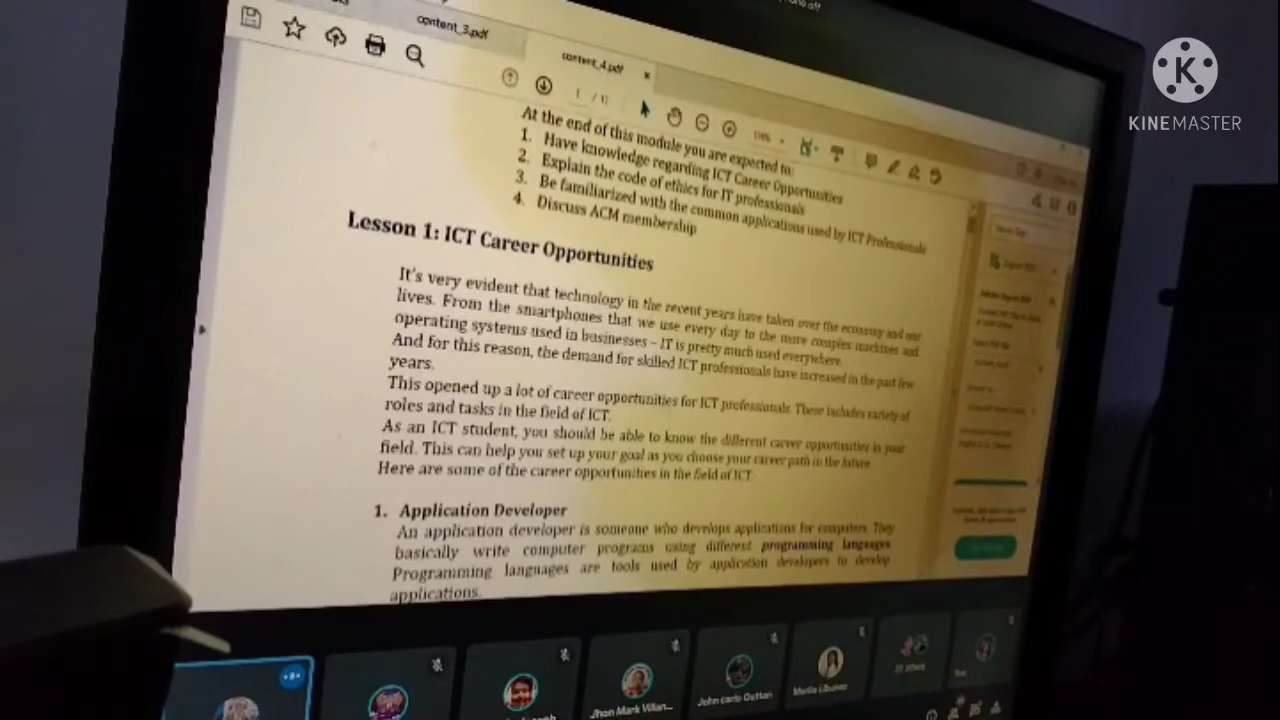 content_3.pdf
content_4.pdf
K
KINEMASTER
At the end of this module you are expected to:
1. Have knowledge regarding ICT Career Opportunities
2. Explain the code of ethics for IT professionals
3. Be familiarized with the common applications used by ICT Professionals
4. Discuss ACM membership
Lesson 1: ICT Career Opportunities
It's very evident that technology in the recent years have taken over the economy and our
lives. From the smartphones that we use every day to the more complex machines and
operating systems used in businesses – IT is pretty much used everywhere.
And for this reason, the demand for skilled ICT professionals have increased in the past few
years.
This opened up a lot of career opportunities for ICT professionals. These includes variety of
roles and tasks in the field of ICT.
As an ICT student, you should be able to know the different career opportunities in your
field. This can help you set up your goal as you choose your career path in the future
Here are some of the career opportunities in the field of ICT
1. Application Developer
An application developer is someone who develops applications for computers. They
basically write computer programs using different programming languages.
Programming languages are tools used by application developers to develop
applications.
Jhon Mark
John carlo
21 others
You